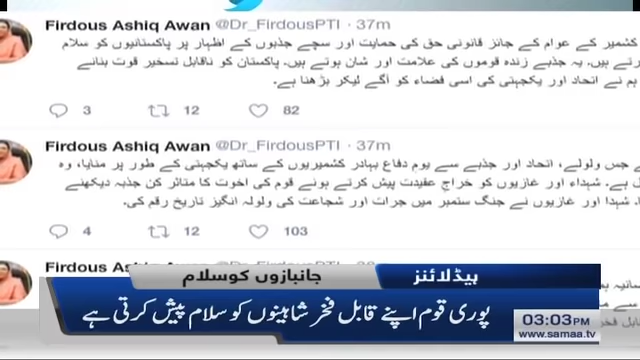 Firdous Ashiq Awan @Dr_FirdousPTI · 37m
کشمیر کے عوام کے جائز قانونی حق کی حمایت اور سچے جذبوں کے اظہار پر پاکستانیوں کو سلام
رتے ہیں۔ یہ جذبے زندہ قوموں کی علامت اور شان ہوتے ہیں۔ پاکستان کو ناقابل تسخیر قوت بنانے
ہم نے اتحاد اور یکجہتی کی اسی فضاء کو آگے لیکر بڑھنا ہے۔
3 12 82
Firdous Ashiq Awan @Dr_FirdousPTI · 37m
جس ولولے، اتحاد اور جذبے سے یوم دفاع بہادر کشمیریوں کے ساتھ یکجہتی کے طور پر منایا، وہ
ل ہے۔ شہداء اور غازیوں کو خراج عقیدت پیش کرتے ہوئے قوم کی اخوت کا متاثر کن جذبہ دیکھنے
ا۔ شہدا اور غازیوں نے جنگ ستمبر میں جرات اور شجاعت کی ولولہ انگیز تاریخ رقم کی۔
4 12 103
Firdous Ashiq Awan @Dr_FirdousPTI
ہیڈلائنز
جانبازوں کو سلام
پوری قوم اپنے قابل فخر شاہینوں کو سلام پیش کرتی ہے
03:03PM
www.samaa.tv